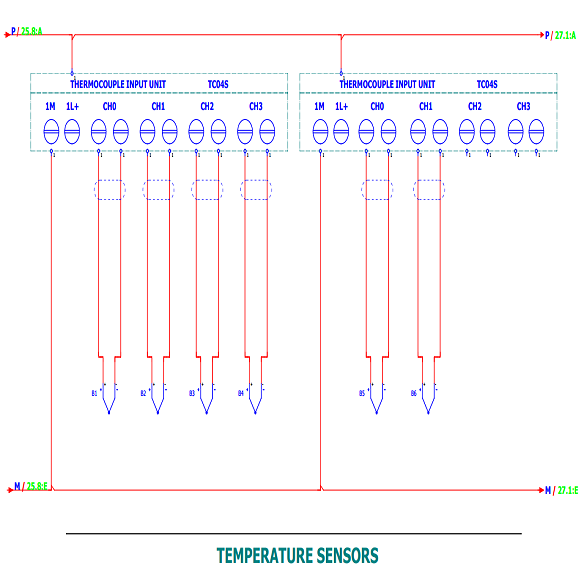 P / 25.8:A
P / 27.1:A
THERMOCOUPLE INPUT UNIT TC04S
THERMOCOUPLE INPUT UNIT TC04S
1M 1L+ CH0 CH1 CH2 CH3
1M 1L+ CH0 CH1 CH2 CH3
B1 B2 B3 B4 B5 B6
M / 25.8:E
M / 27.1:E
TEMPERATURE SENSORS